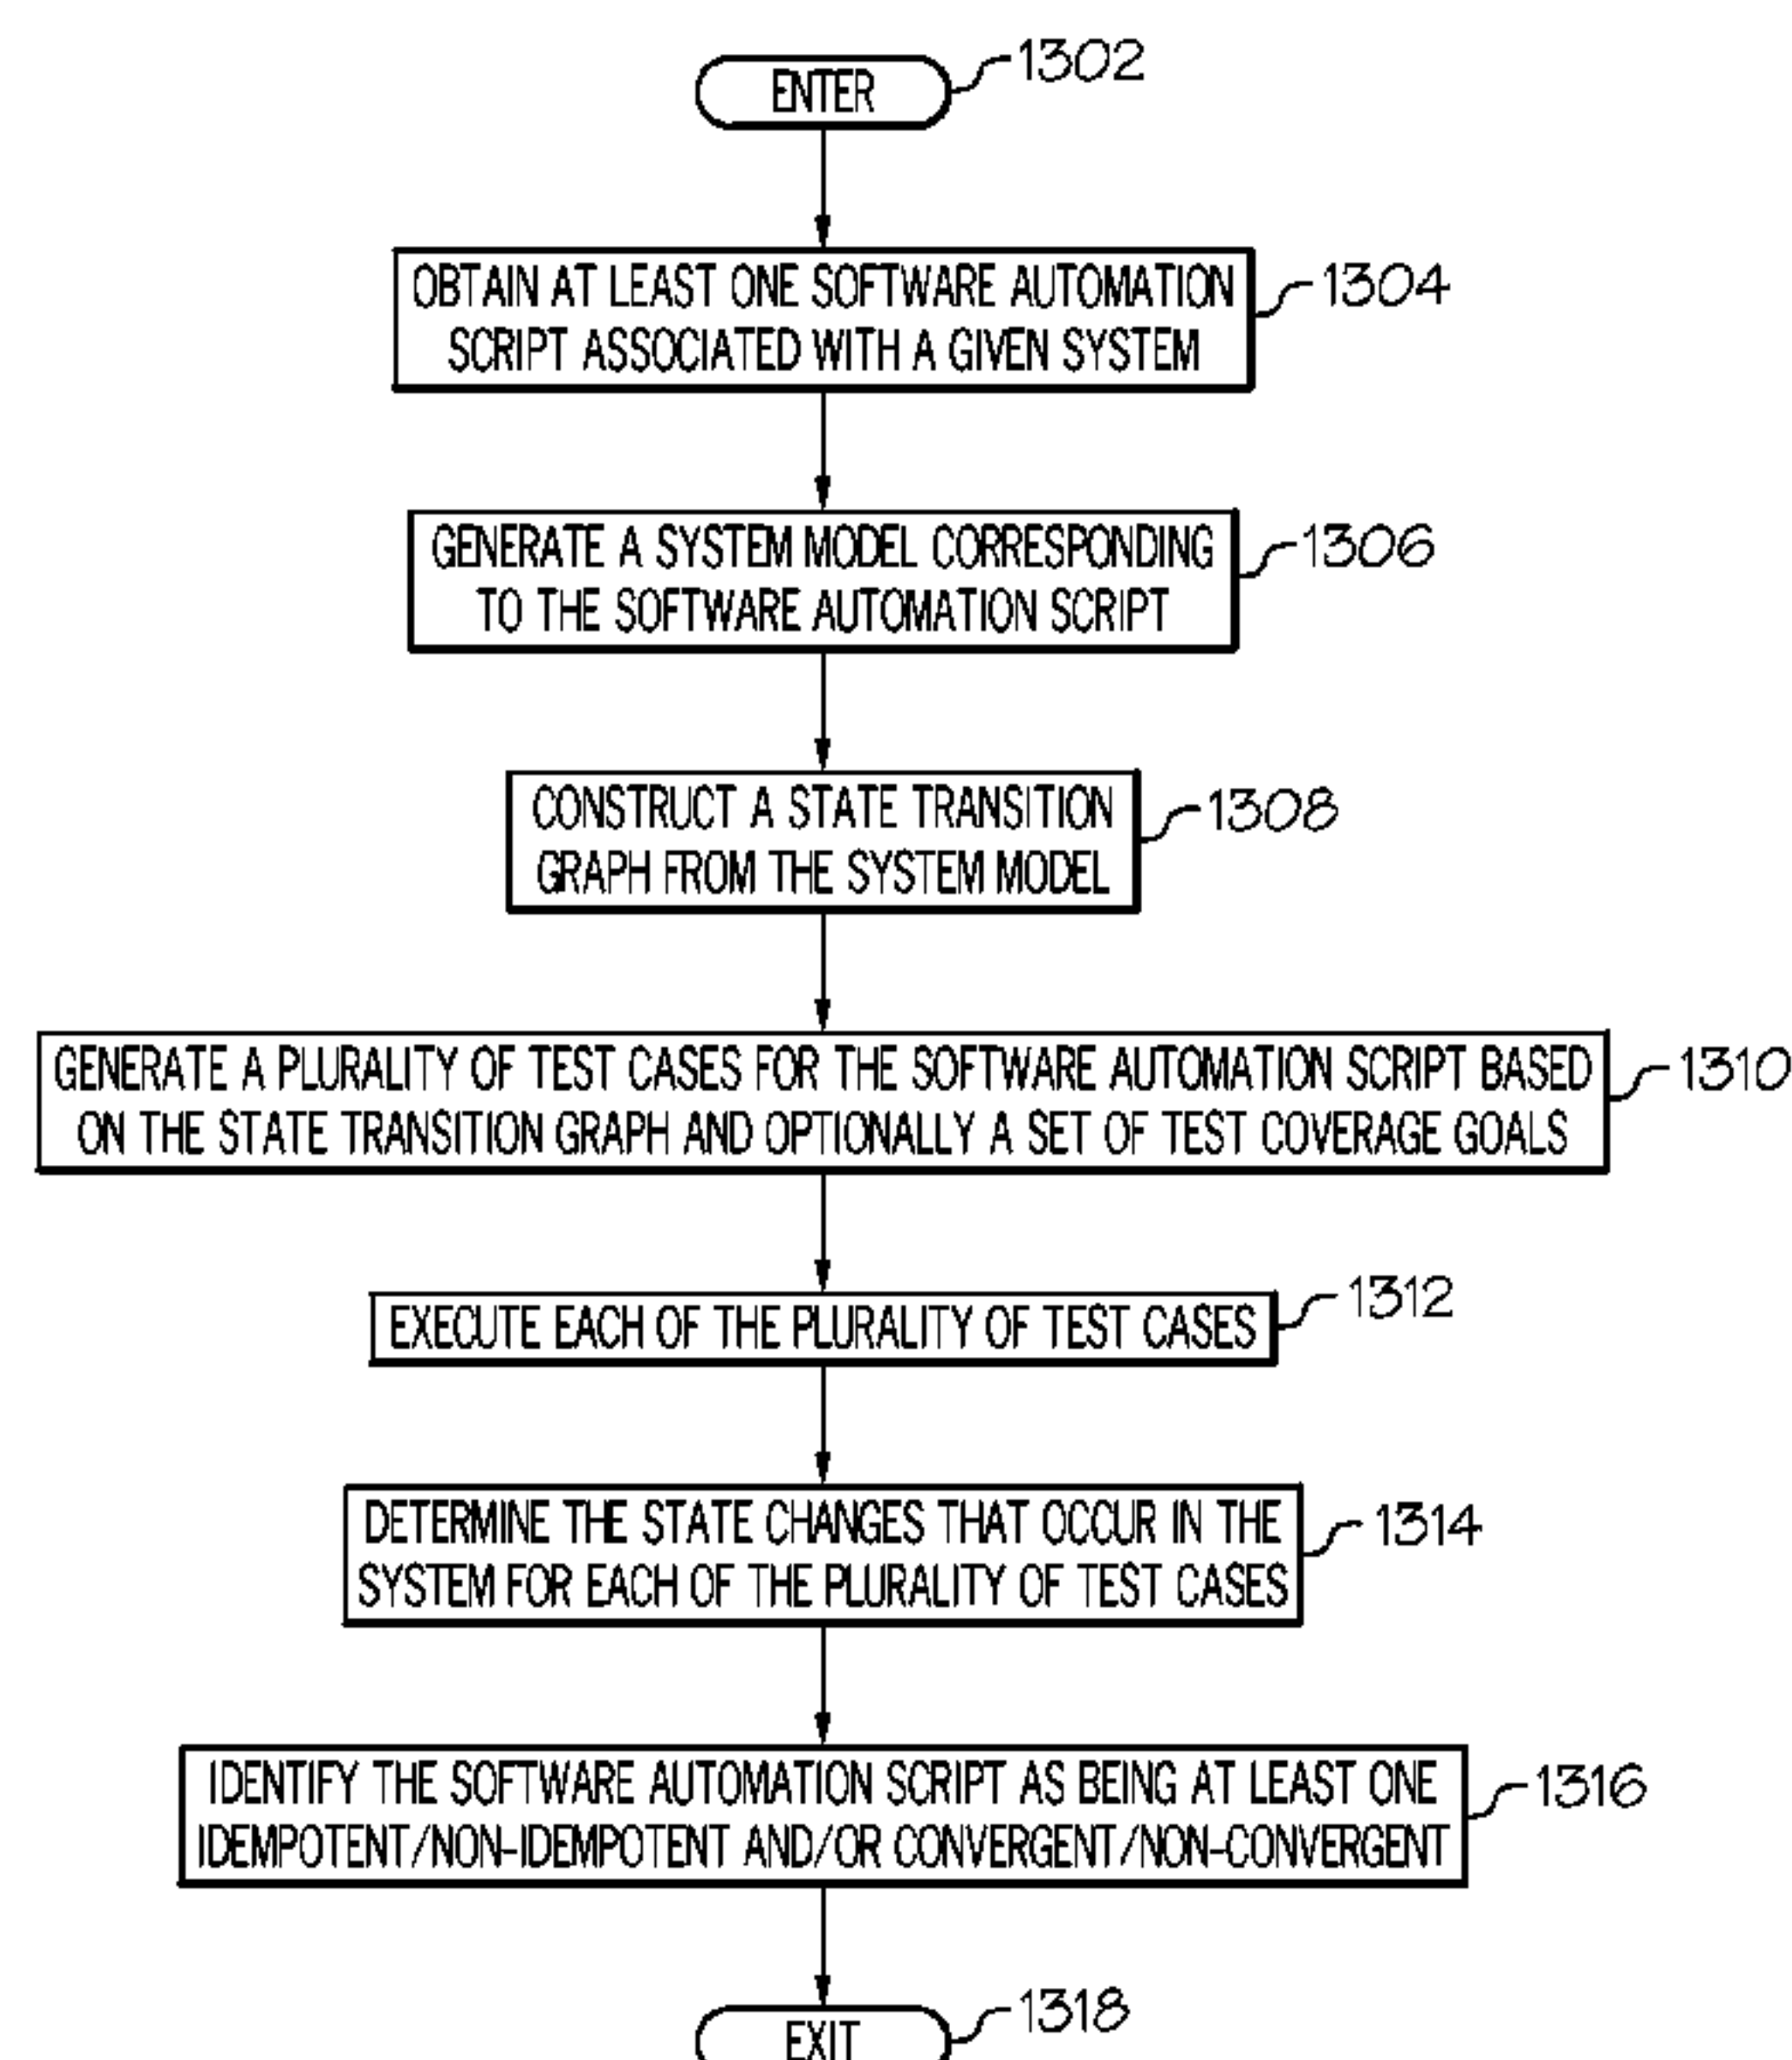 ENTER
1302
OBTAIN AT LEAST ONE SOFTWARE AUTOMATION
SCRIPT ASSOCIATED WITH A GIVEN SYSTEM
1304
GENERATE A SYSTEM MODEL CORRESPONDING
TO THE SOFTWARE AUTOMATION SCRIPT
1306
CONSTRUCT A STATE TRANSITION
GRAPH FROM THE SYSTEM MODEL
1308
GENERATE A PLURALITY OF TEST CASES FOR THE SOFTWARE AUTOMATION SCRIPT BASED
ON THE STATE TRANSITION GRAPH AND OPTIONALLY A SET OF TEST COVERAGE GOALS
1310
EXECUTE EACH OF THE PLURALITY OF TEST CASES
1312
DETERMINE THE STATE CHANGES THAT OCCUR IN THE
SYSTEM FOR EACH OF THE PLURALITY OF TEST CASES
1314
IDENTIFY THE SOFTWARE AUTOMATION SCRIPT AS BEING AT LEAST ONE
IDEMPOTENT/NON-IDEMPOTENT AND/OR CONVERGENT/NON-CONVERGENT
1316
EXIT
1318